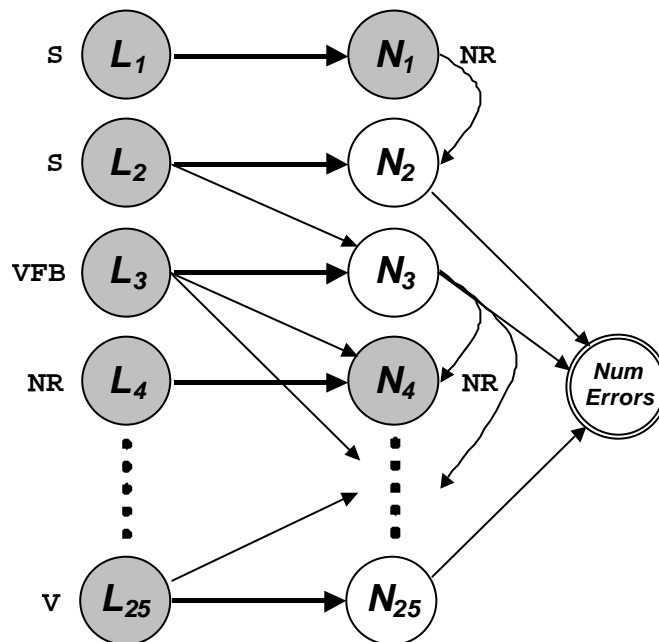 S L1 N1 NR
S L2 N2
VFB L3 N3
Num
Errors
NR L4 N4 NR
V L25 N25